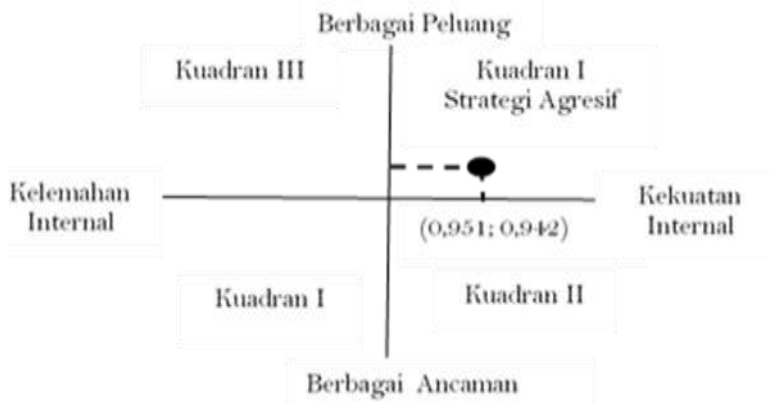 Berbagai Peluang
Kuadran III
Kuadran I
Strategi Agresif
Kelemahan
Internal
Kekuatan
Internal
(0,951; 0,942)
Kuadran I
Kuadran II
Berbagai Ancaman